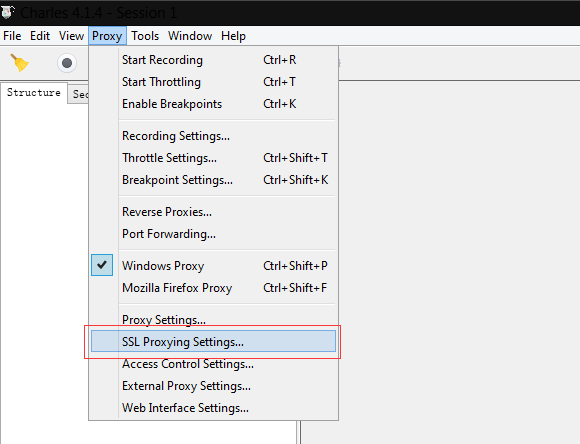 Charles 4.1.4 - Session 1
File Edit View Proxy Tools Window Help
Structure Sec
Start Recording Ctrl+R
Start Throttling Ctrl+T
Enable Breakpoints Ctrl+K
Recording Settings...
Throttle Settings... Ctrl+Shift+T
Breakpoint Settings... Ctrl+Shift+K
Reverse Proxies...
Port Forwarding...
Windows Proxy Ctrl+Shift+P
Mozilla Firefox Proxy Ctrl+Shift+F
Proxy Settings...
SSL Proxying Settings...
Access Control Settings...
External Proxy Settings...
Web Interface Settings...